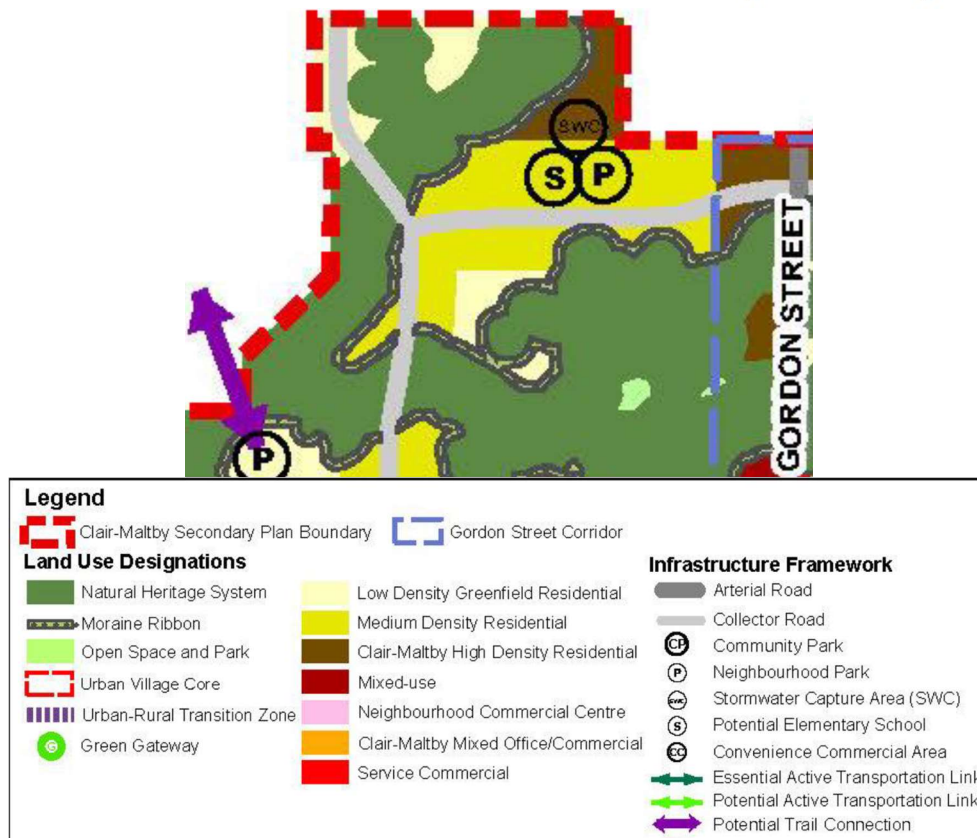 SWC
S P
GORDON STREET
P
Legend
Clair-Maltby Secondary Plan Boundary
Gordon Street Corridor
Land Use Designations
Natural Heritage System
Moraine Ribbon
Open Space and Park
Urban Village Core
Urban-Rural Transition Zone
G Green Gateway
Low Density Greenfield Residential
Medium Density Residential
Clair-Maltby High Density Residential
Mixed-use
Neighbourhood Commercial Centre
Clair-Maltby Mixed Office/Commercial
Service Commercial
Infrastructure Framework
Arterial Road
Collector Road
CP Community Park
P Neighbourhood Park
SWC Stormwater Capture Area (SWC)
S Potential Elementary School
CC Convenience Commercial Area
Essential Active Transportation Link
Potential Active Transportation Link
Potential Trail Connection